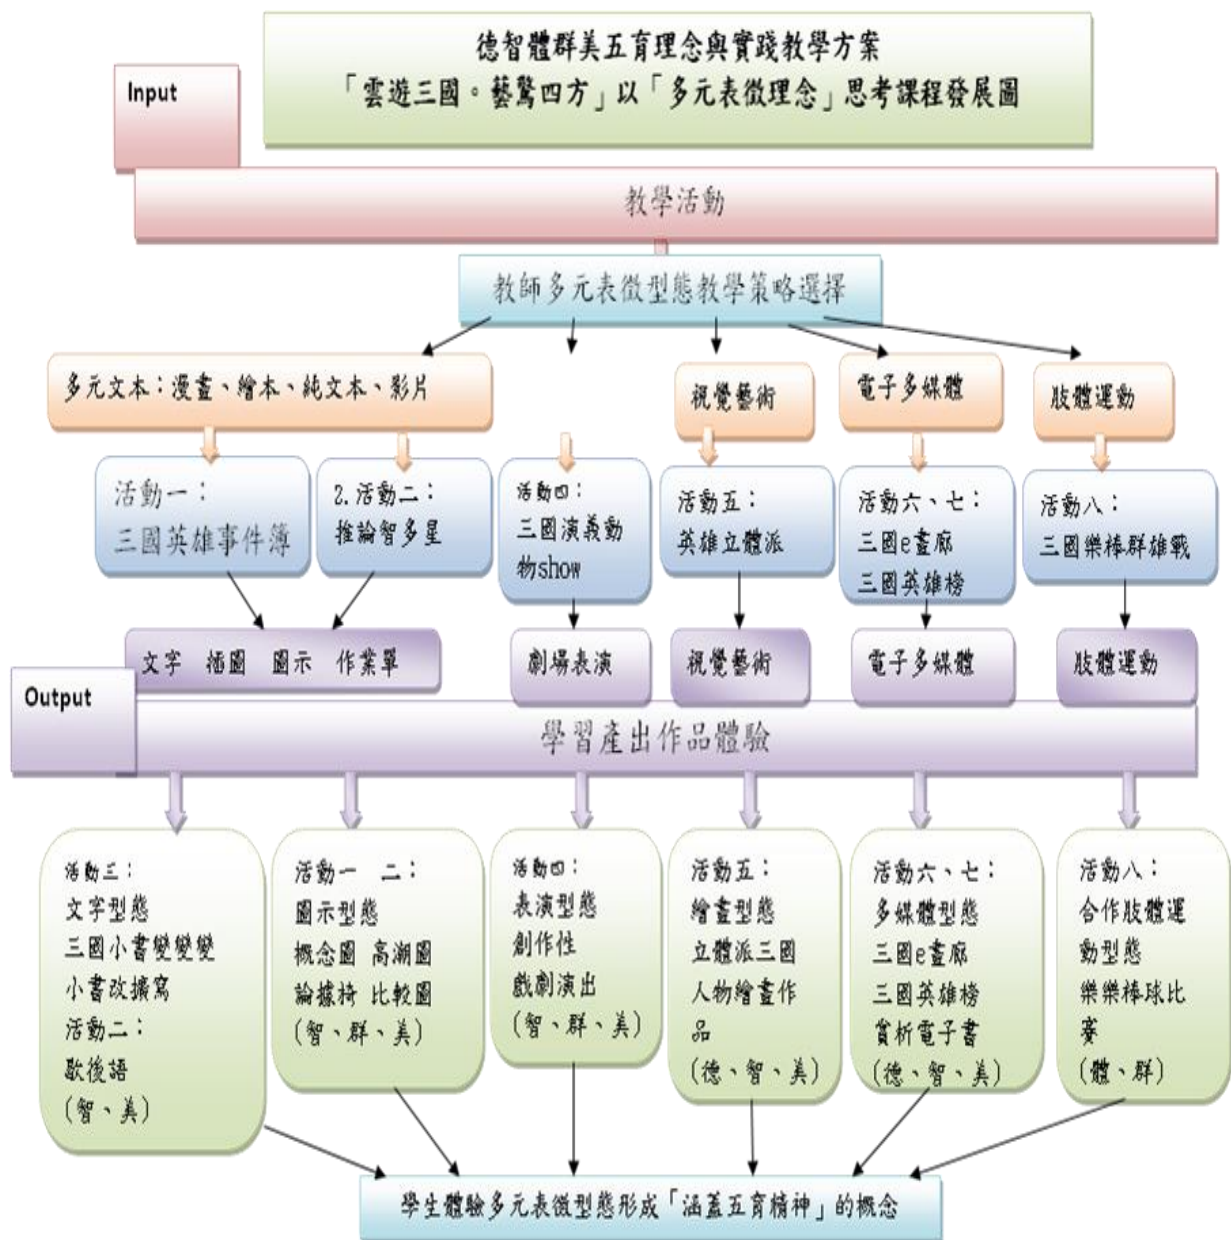 德智體群美五育理念與實踐教學方案
「雲遊三國。藝驚四方」以「多元表徵理念」思考課程發展圖
Input
教學活動
教師多元表徵型態教學策略選擇
多元文本：漫畫、繪本、純文本、影片
視覺藝術
電子多媒體
肢體運動
活動一：
三國英雄事件簿
2.活動二：
推論智多星
活動四：
三國演義動
物show
活動五：
英雄立體派
活動六、七：
三國e畫廊
三國英雄榜
活動八：
三國樂棒群雄戰
文字 插圖 圖示 作業單
劇場表演
視覺藝術
電子多媒體
肢體運動
Output
學習產出作品體驗
活動三：
文字型態
三國小書變變變
小書改擴寫
活動二：
歇後語
(智、美)
活動一 二：
圖示型態
概念圖 高潮圖
論據椅 比較圖
(智、群、美)
活動四：
表演型態
創作性
戲劇演出
(智、群、美)
活動五：
繪畫型態
立體派三國
人物繪畫作
品
(德、智、美)
活動六、七：
多媒體型態
三國e畫廊
三國英雄榜
賞析電子書
(德、智、美)
活動八：
合作肢體運
動型態
樂樂棒球比
賽
(體、群)
學生體驗多元表徵型態形成「涵蓋五育精神」的概念